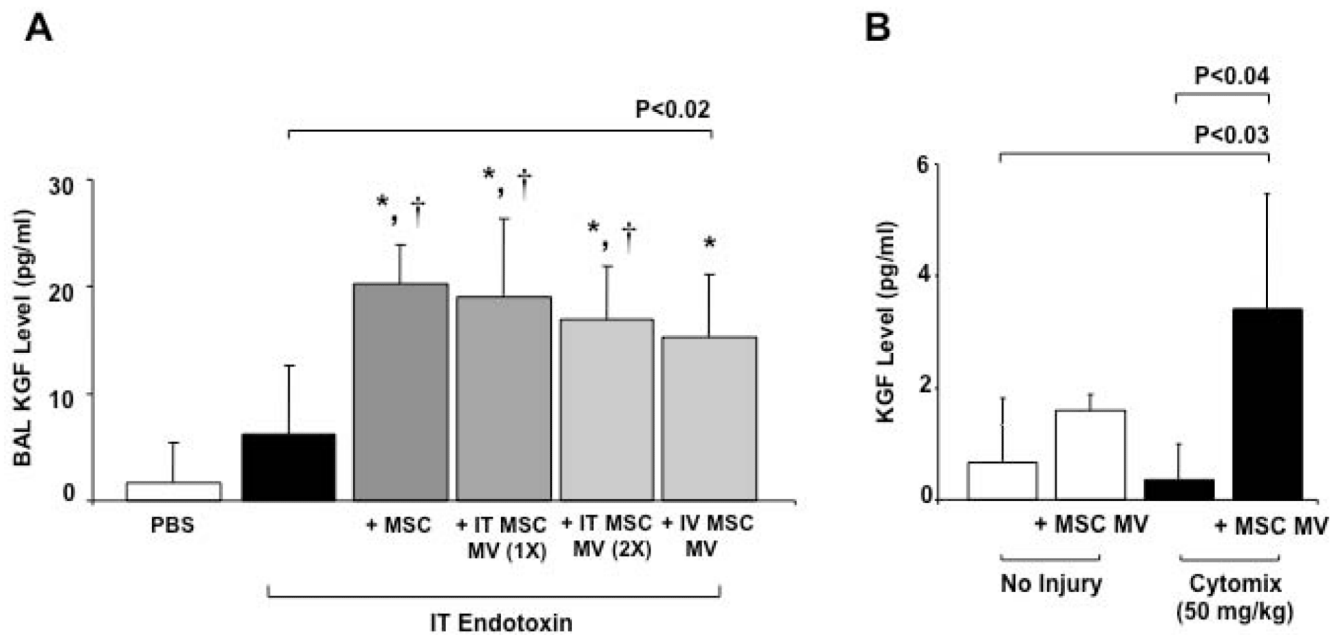 A
P<0.02
30
20
10
0
BAL KGF Level (pg/ml)
*, †
*, †
*, †
*
PBS
+ MSC
+ IT MSC
MV (1X)
+ IT MSC
MV (2X)
+ IV MSC
MV
IT Endotoxin
B
P<0.04
P<0.03
6
4
2
0
KGF Level (pg/ml)
+ MSC MV
+ MSC MV
No Injury
Cytomix
(50 mg/kg)